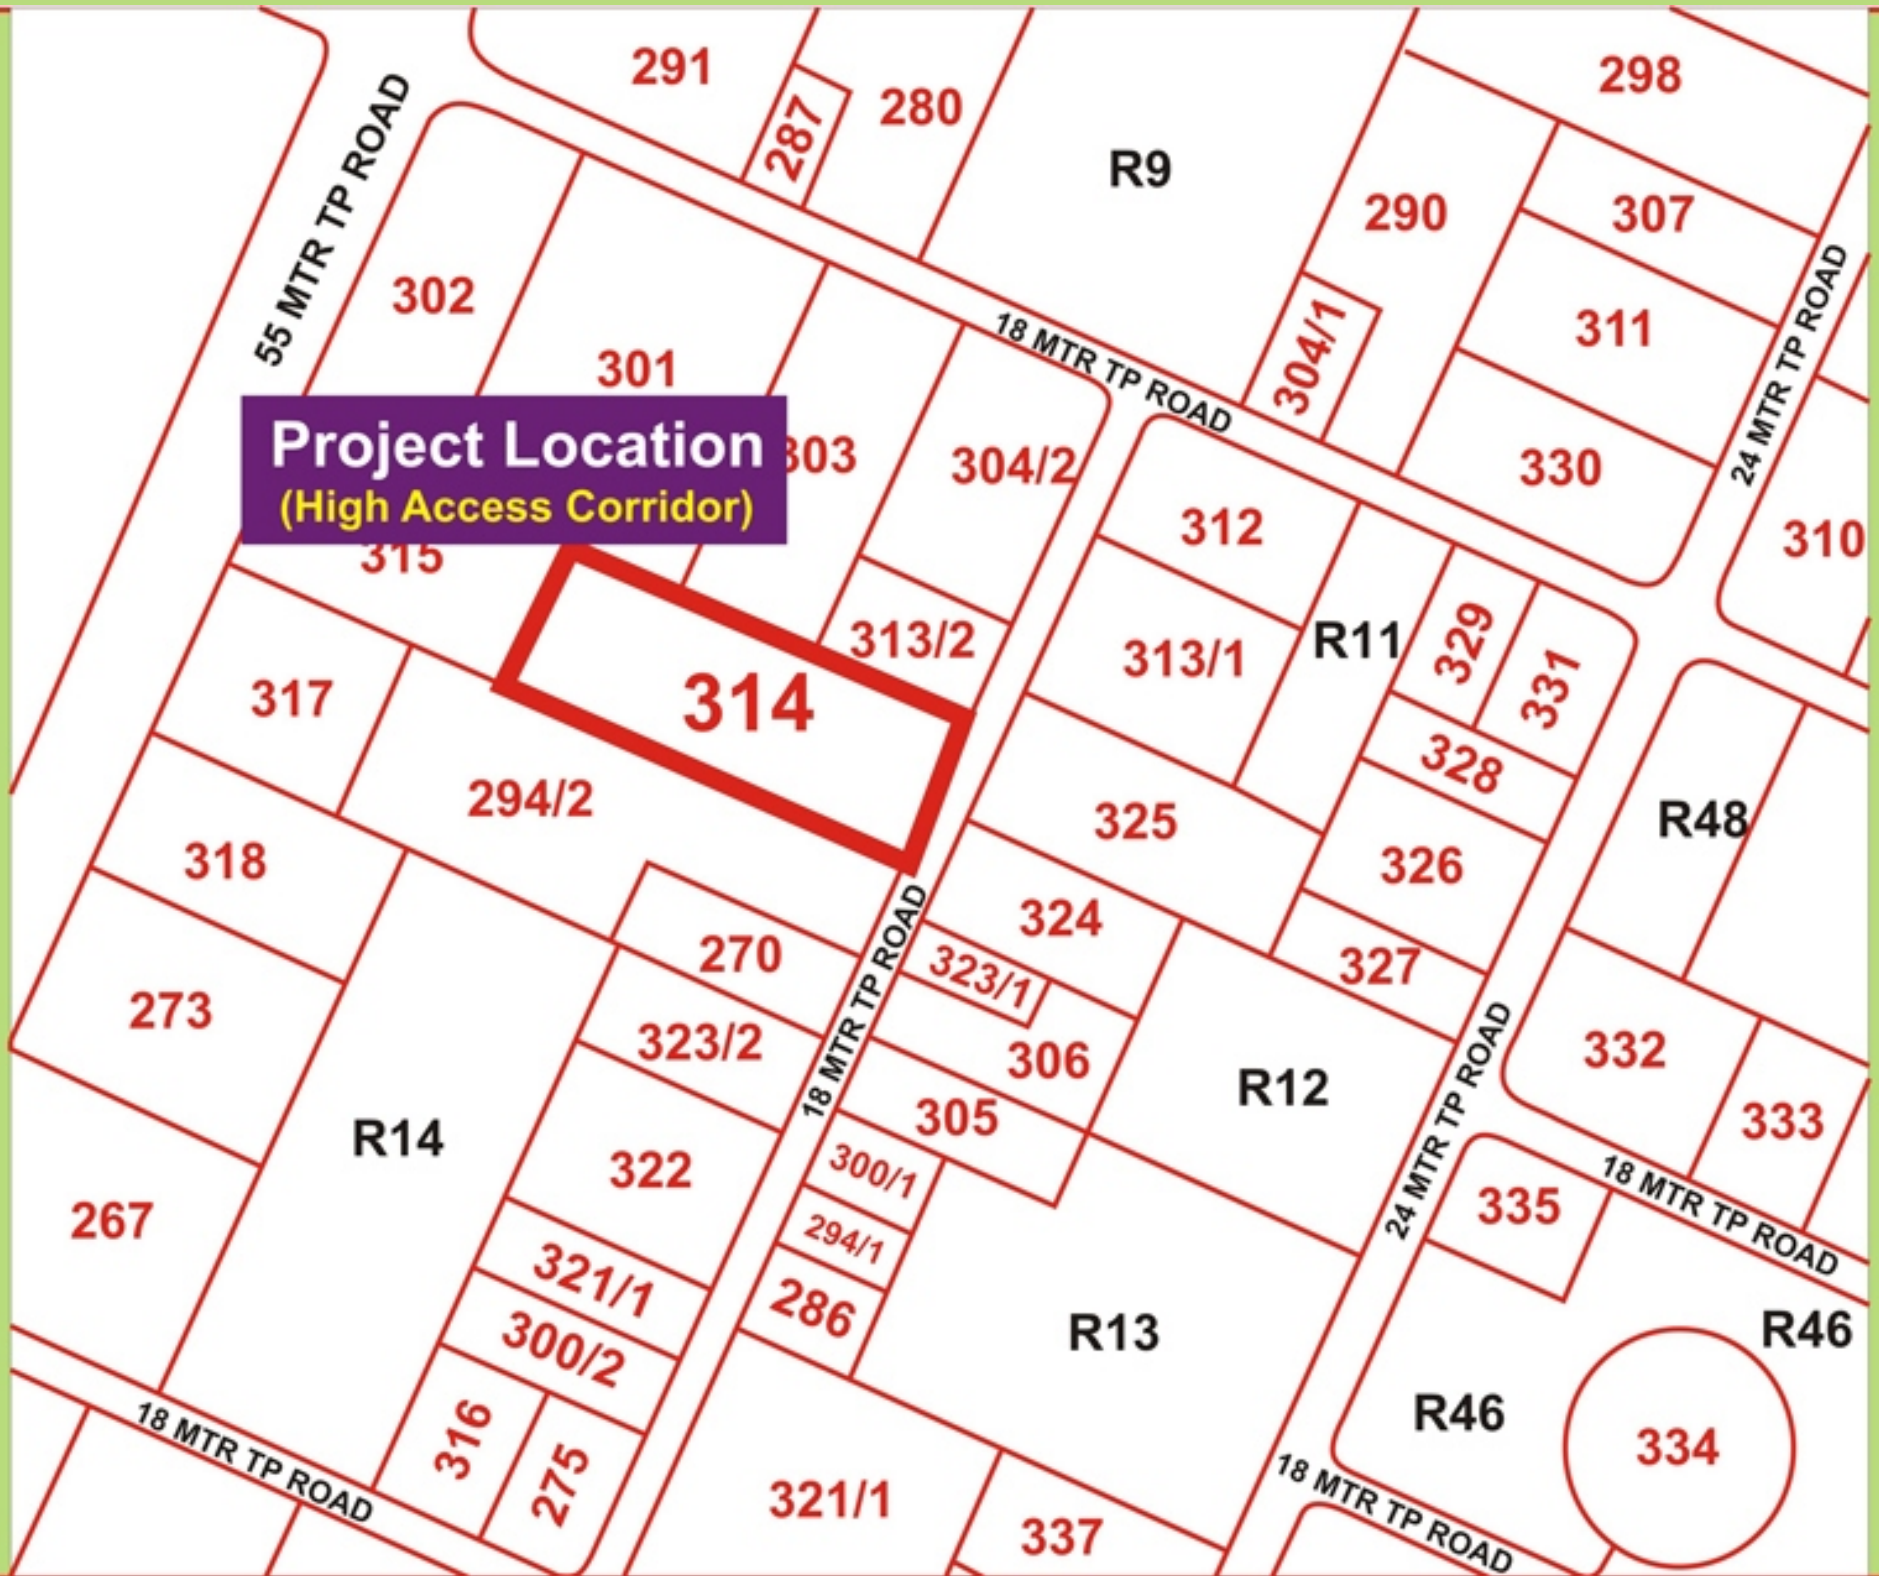 291
298
287
280
R9
55 MTR TP ROAD
290
307
302
311
24 MTR TP ROAD
18 MTR TP ROAD
304/1
301
Project Location
(High Access Corridor)
303
304/2
330
312
310
315
313/2
313/1
R11
329
331
317
314
328
294/2
325
R48
318
326
324
270
323/1
327
273
323/2
18 MTR TP ROAD
306
332
R12
305
24 MTR TP ROAD
333
R14
322
300/1
18 MTR TP ROAD
335
267
294/1
321/1
286
300/2
R13
R46
R46
316
18 MTR TP ROAD
275
334
321/1
18 MTR TP ROAD
337